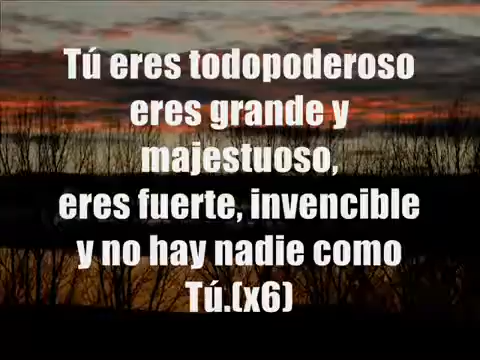 Tú eres todopoderoso
eres grande y
majestuoso,
eres fuerte, invencible
y no hay nadie como
Tú.(x6)